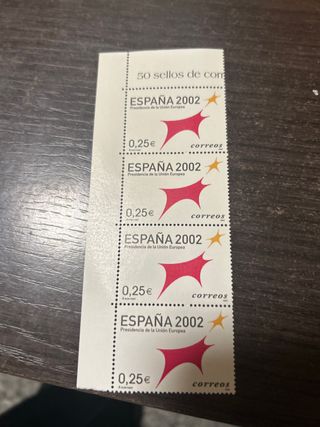 50 sellos de corr
ESPAÑA 2002
Presidencia de la Unión Europea
0,25€
correos
ESPAÑA 2002
Presidencia de la Unión Europea
0,25€
correos
ESPAÑA 2002
Presidencia de la Unión Europea
0,25€
correos
ESPAÑA 2002
Presidencia de la Unión Europea
0,25€
correos